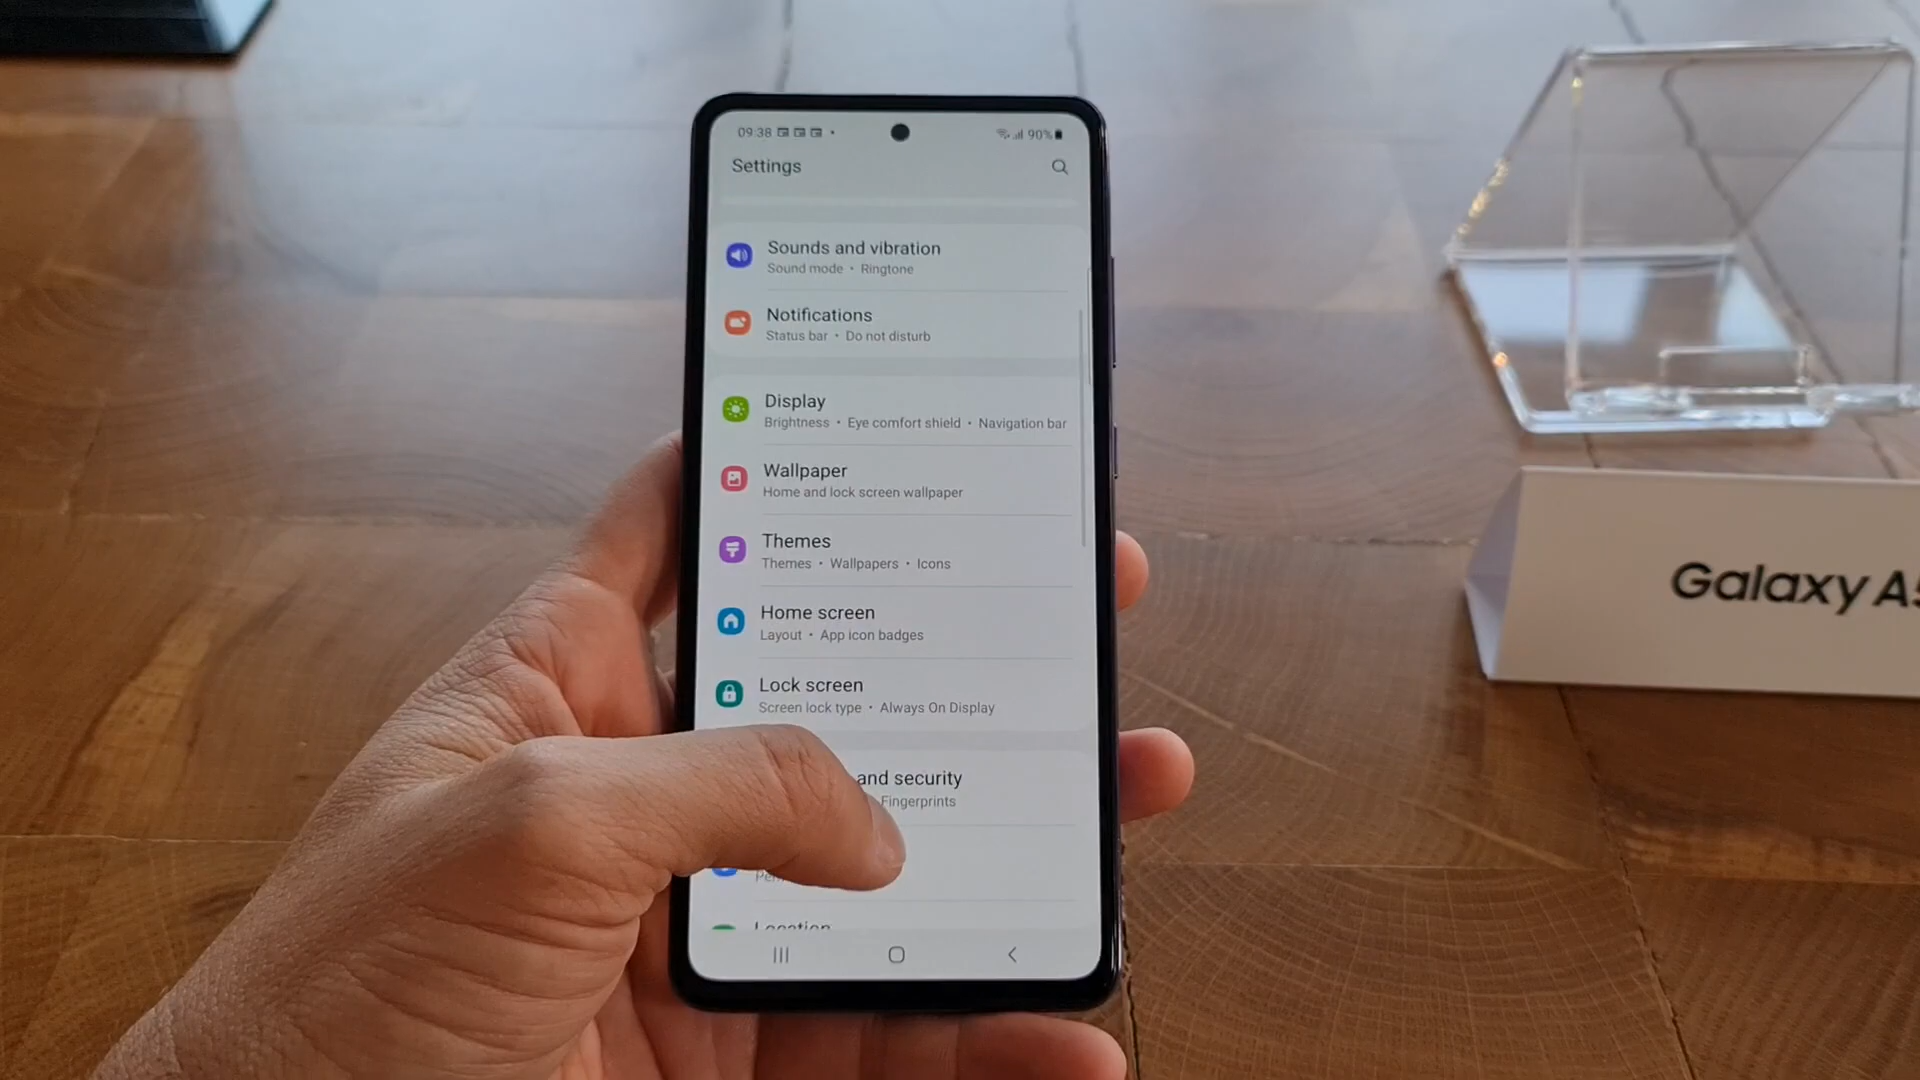 09:38 90%
Settings
Sounds and vibration
Sound mode • Ringtone
Notifications
Status bar • Do not disturb
Display
Brightness • Eye comfort shield • Navigation bar
Wallpaper
Home and lock screen wallpaper
Themes
Themes • Wallpapers • Icons
Home screen
Layout • App icon badges
Lock screen
Screen lock type • Always On Display
and security
Fingerprints
Location
Galaxy A5